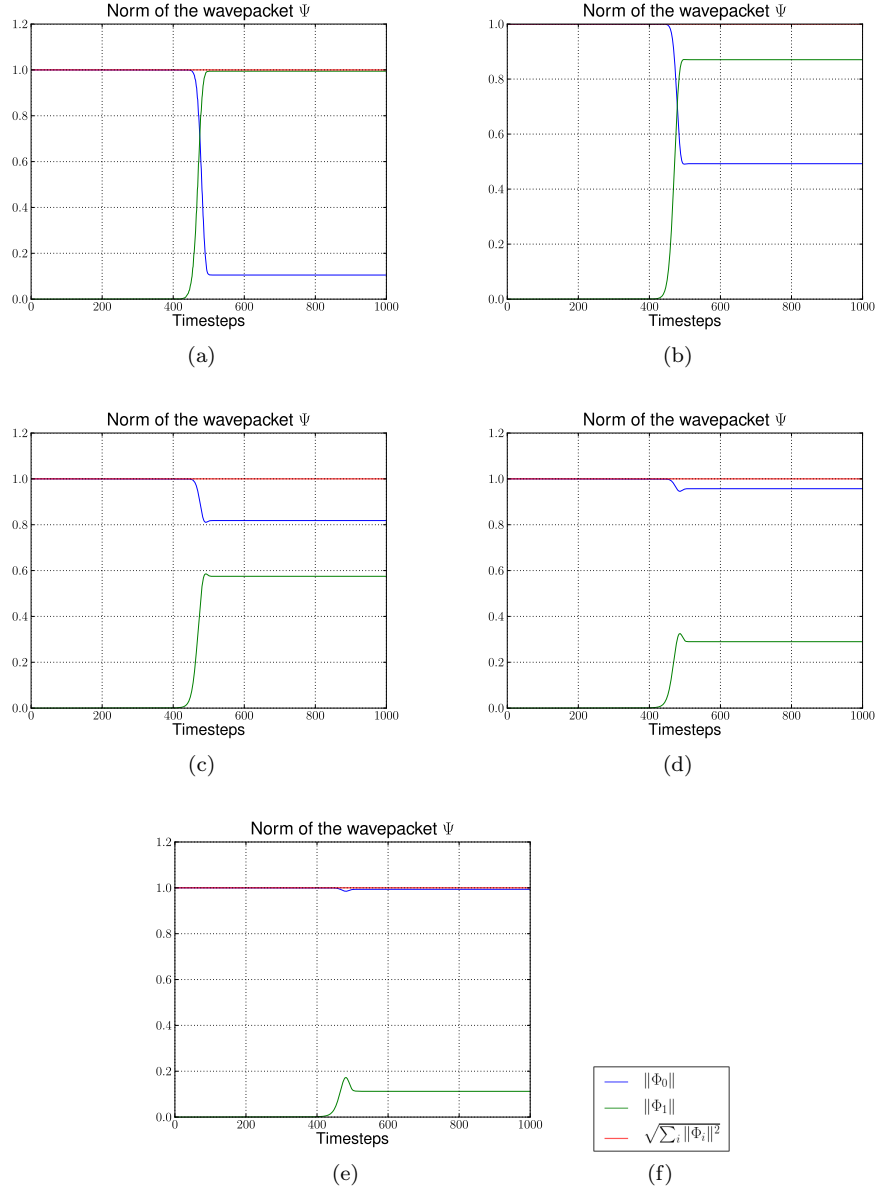 Norm of the wavepacket Ψ
1.2
1.0
0.8
0.6
0.4
0.2
0.0
0 200 400 600 800 1000
Timesteps
(a)
Norm of the wavepacket Ψ
1.0
0.8
0.6
0.4
0.2
0.0
0 200 400 600 800 1000
Timesteps
(b)
Norm of the wavepacket Ψ
1.2
1.0
0.8
0.6
0.4
0.2
0.0
0 200 400 600 800 1000
Timesteps
(c)
Norm of the wavepacket Ψ
1.2
1.0
0.8
0.6
0.4
0.2
0.0
0 200 400 600 800 1000
Timesteps
(d)
Norm of the wavepacket Ψ
1.2
1.0
0.8
0.6
0.4
0.2
0.0
0 200 400 600 800 1000
Timesteps
(e)
‖Φ₀‖
‖Φ₁‖
√∑ᵢ ‖Φᵢ‖²
(f)